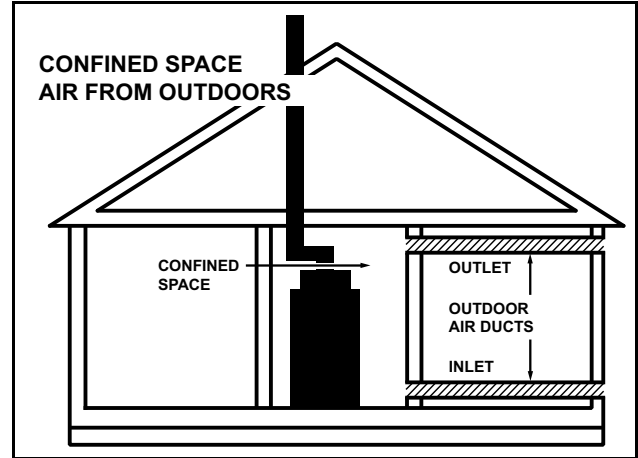 CONFINED SPACE
AIR FROM OUTDOORS
CONFINED
SPACE
OUTLET
OUTDOOR
AIR DUCTS
INLET